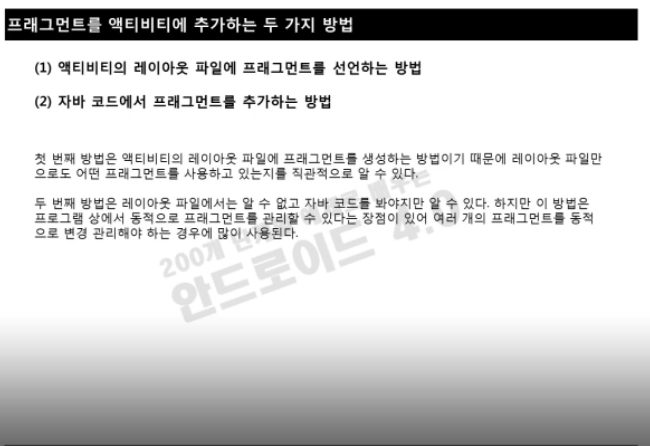 프래그먼트를 액티비티에 추가하는 두 가지 방법
(1) 액티비티의 레이아웃 파일에 프래그먼트를 선언하는 방법
(2) 자바 코드에서 프래그먼트를 추가하는 방법
첫 번째 방법은 액티비티의 레이아웃 파일에 프래그먼트를 생성하는 방법이기 때문에 레이아웃 파일만
으로도 어떤 프래그먼트를 사용하고 있는지를 직관적으로 알 수 있다.
두 번째 방법은 레이아웃 파일에서는 알 수 없고 자바 코드를 봐야지만 알 수 있다. 하지만 이 방법은
프로그램 상에서 동적으로 프래그먼트를 관리할 수 있다는 장점이 있어 여러 개의 프래그먼트를 동적
으로 변경 관리해야 하는 경우에 많이 사용된다.
200개
배우는
안드로이드 4.0